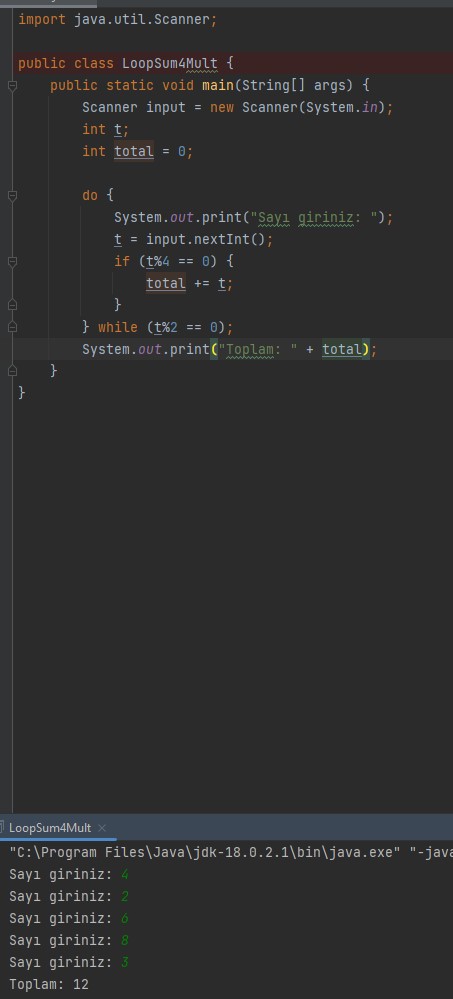 import java.util.Scanner;
public class LoopSum4Mult {
public static void main(String[] args) {
Scanner input = new Scanner(System.in);
int t;
int total = 0;
do {
System.out.print("Sayı giriniz: ");
t = input.nextInt();
if (t%4 == 0) {
total += t;
}
} while (t%2 == 0);
System.out.print("Toplam: " + total);
}
}
LoopSum4Mult ×
"C:\Program Files\Java\jdk-18.0.2.1\bin\java.exe" "-java
Sayı giriniz: 4
Sayı giriniz: 2
Sayı giriniz: 6
Sayı giriniz: 8
Sayı giriniz: 3
Toplam: 12